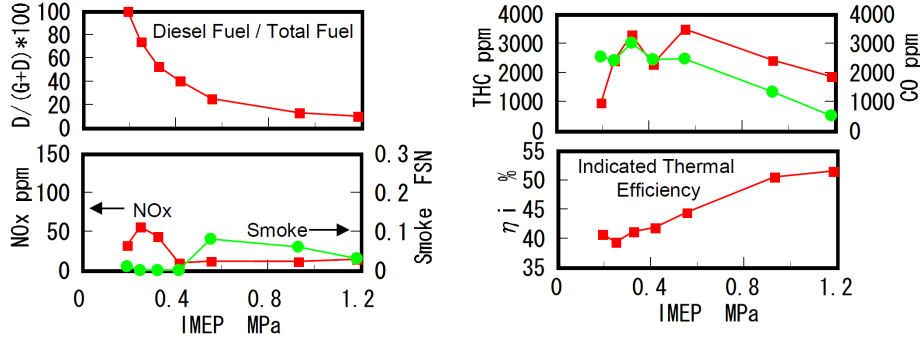 D/(G+D)*100
100
80
60
40
20
0
Diesel Fuel / Total Fuel
NOx ppm
150
100
50
0
NOx
Smoke
0.3
0.2
0.1
0
Smoke FSN
0 0.4 0.8 1.2
IMEP MPa
THC ppm
4000
3000
2000
1000
0
4000
3000
2000
1000
0
CO ppm
η i %
55
50
45
40
35
Indicated Thermal
Efficiency
0 0.4 0.8 1.2
IMEP MPa